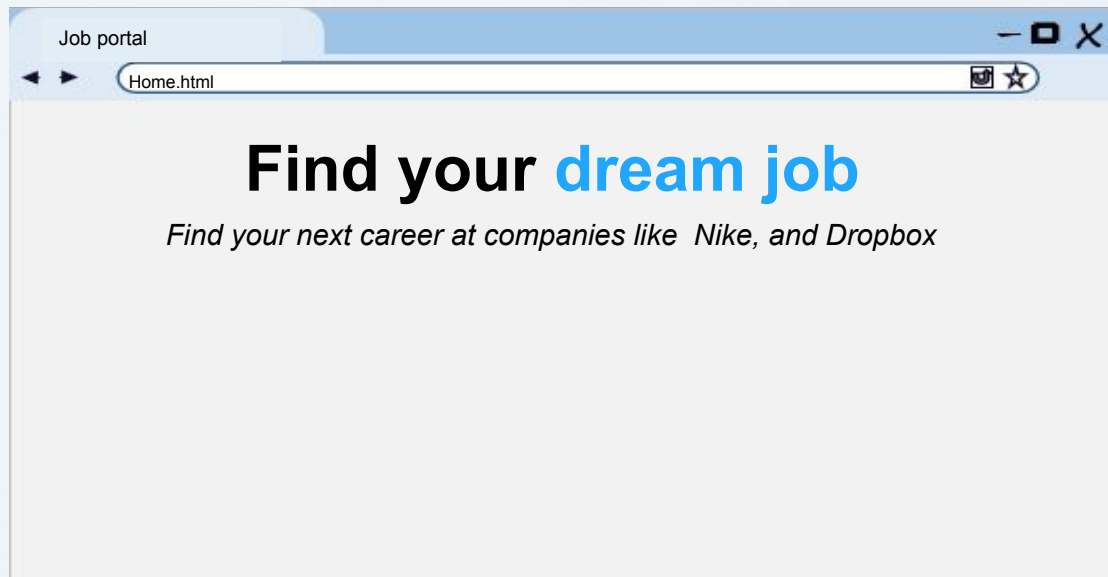 Job portal
Home.html
Find your dream job
Find your next career at companies like  Nike, and Dropbox